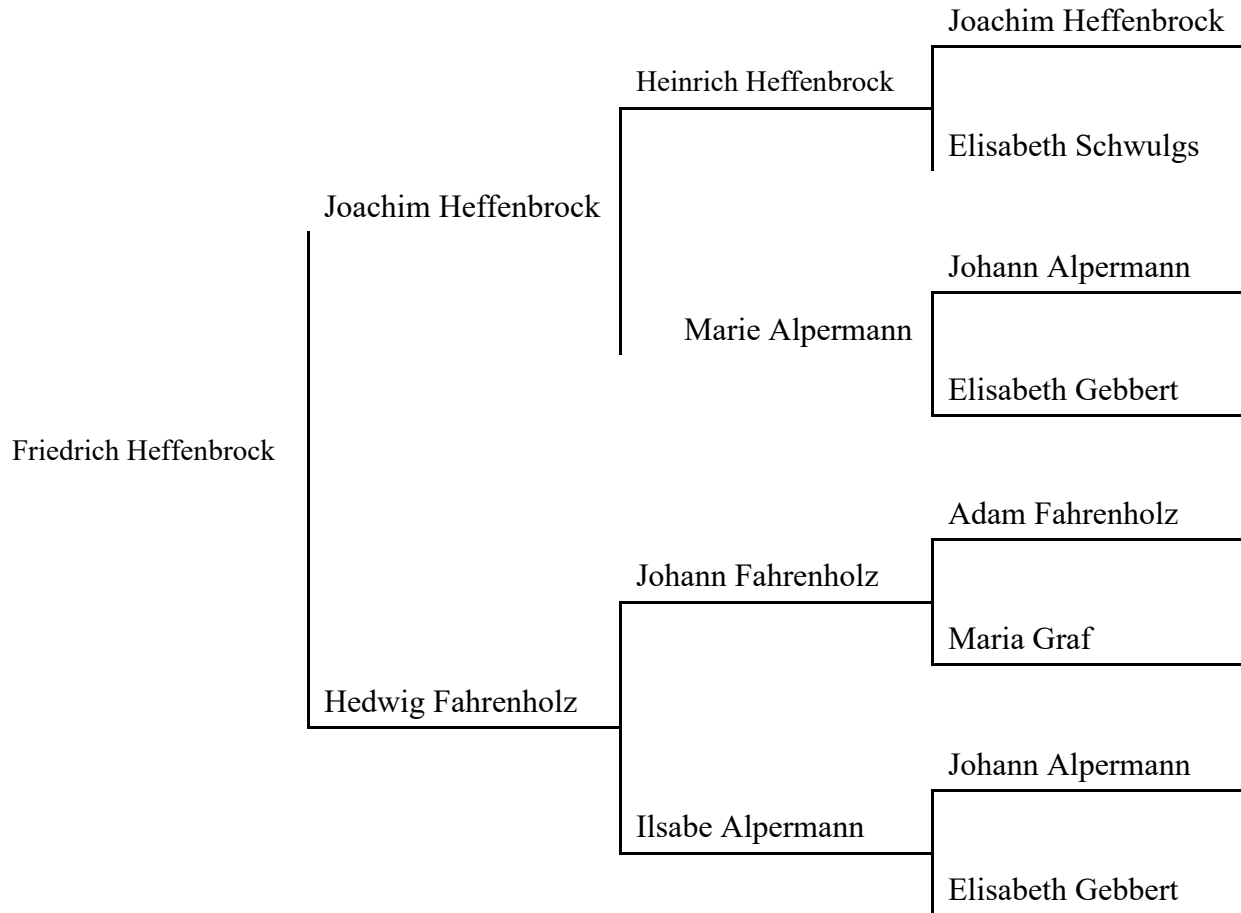 Joachim Heffenbrock
Heinrich Heffenbrock
Elisabeth Schwulgs
Joachim Heffenbrock
Johann Alpermann
Marie Alpermann
Elisabeth Gebbert
Friedrich Heffenbrock
Adam Fahrenholz
Johann Fahrenholz
Maria Graf
Hedwig Fahrenholz
Johann Alpermann
Ilsabe Alpermann
Elisabeth Gebbert